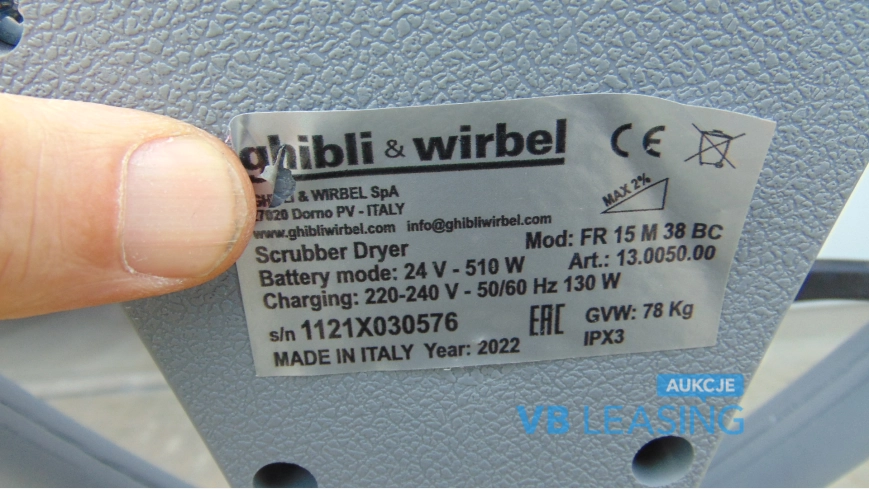 ghibli & wirbel
GHIBLI & WIRBEL SpA
27020 Dorno PV - ITALY
www.ghibliwirbel.com info@ghibliwirbel.com
MAX 2%
Scrubber Dryer Mod: FR 15 M 38 BC
Battery mode: 24 V - 510 W Art.: 13.0050.00
Charging: 220-240 V - 50/60 Hz 130 W
s/n 1121X030576 EAC GVW: 78 Kg
IPX3
MADE IN ITALY Year: 2022
AUKCJE
VB LEASING